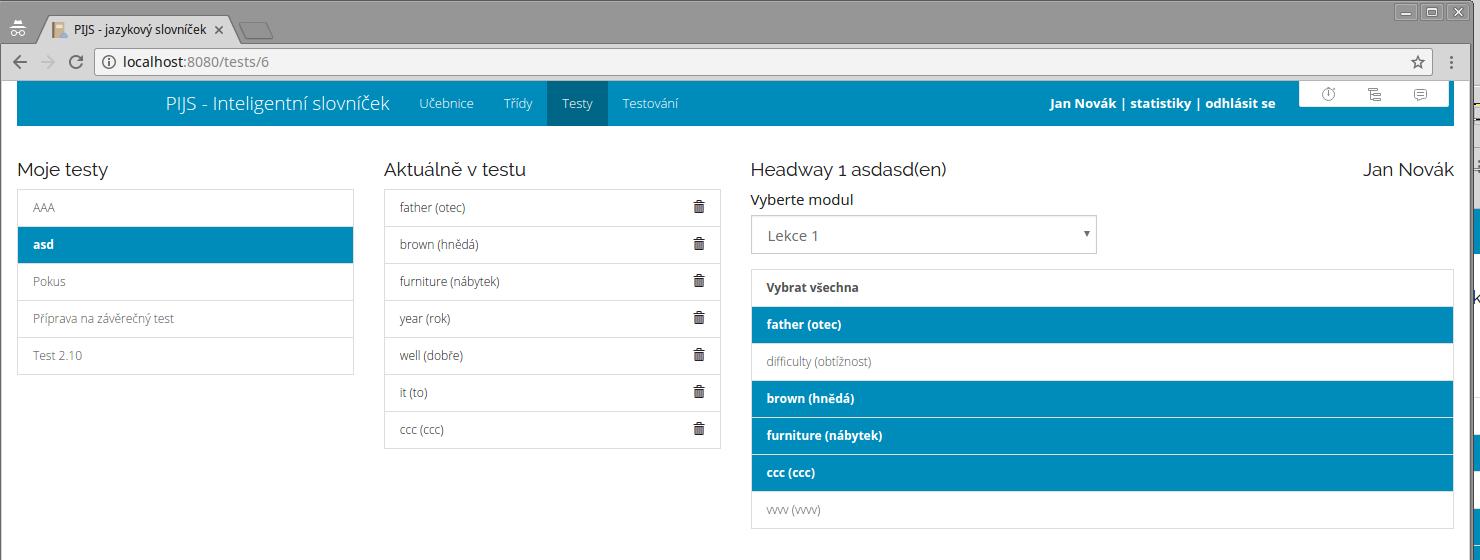 PIJS - jazykový slovníček
localhost:8080/tests/6
PIJS - Inteligentní slovníček Učebnice Třídy Testy Testování Jan Novák | statistiky | odhlásit se
Moje testy
AAA
asd
Pokus
Příprava na závěrečný test
Test 2.10
Aktuálně v testu
father (otec)
brown (hnědá)
furniture (nábytek)
year (rok)
well (dobře)
it (to)
ccc (ccc)
Headway 1 asdasd(en) Jan Novák
Vyberte modul
Lekce 1
Vybrat všechna
father (otec)
difficulty (obtížnost)
brown (hnědá)
furniture (nábytek)
ccc (ccc)
vvvv (vvvv)